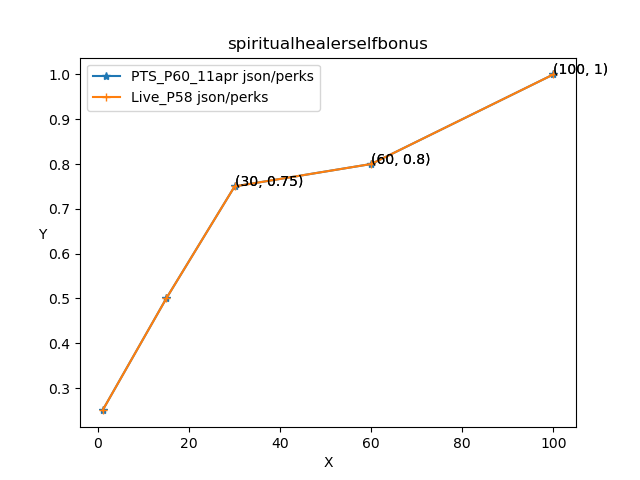 spiritualhealerselfbonus
PTS_P60_11apr json/perks
Live_P58 json/perks
(100, 1)
(60, 0.8)
(30, 0.75)
1.0
0.9
0.8
0.7
0.6
0.5
0.4
0.3
Y
0 20 40 60 80 100
X